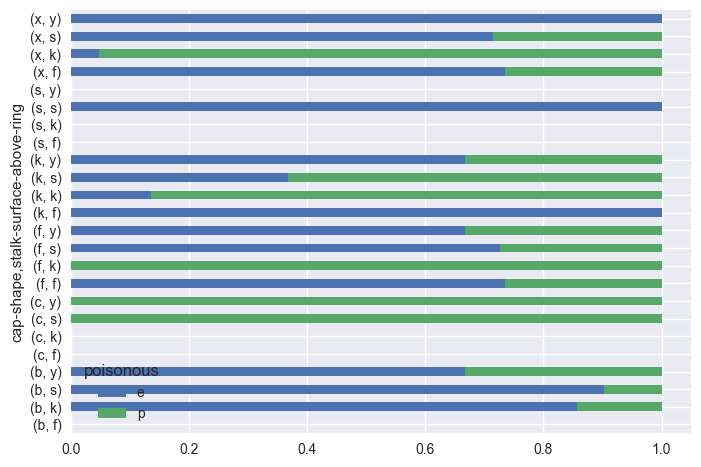 (x, y)
(x, s)
(x, k)
(x, f)
(s, y)
(s, s)
(s, k)
(s, f)
(k, y)
(k, s)
(k, k)
(k, f)
(f, y)
(f, s)
(f, k)
(f, f)
(c, y)
(c, s)
(c, k)
(c, f)
(b, y)
(b, s)
(b, k)
(b, f)
cap-shape,stalk-surface-above-ring
poisonous
e
p
0.0 0.2 0.4 0.6 0.8 1.0